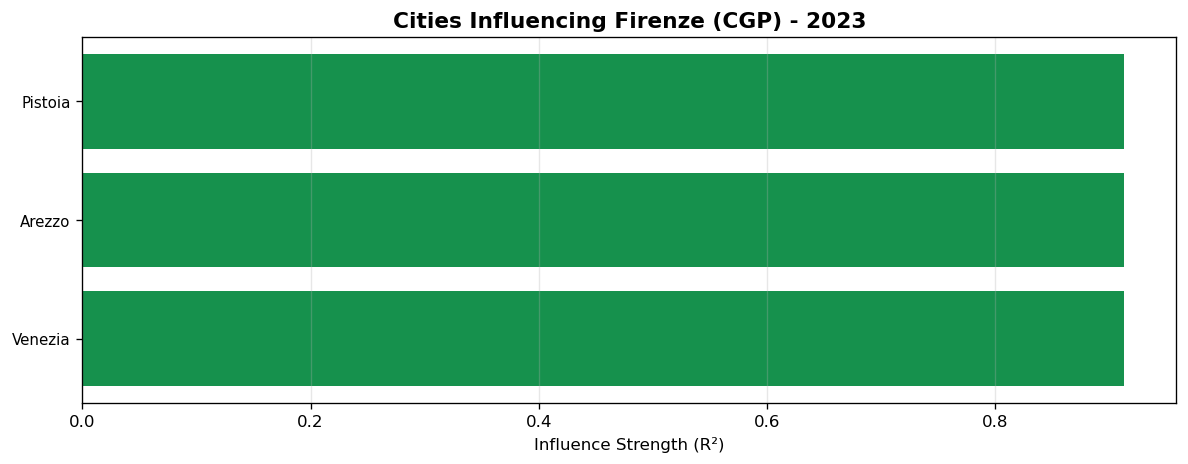 Cities Influencing Firenze (CGP) - 2023
Pistoia
Arezzo
Venezia
0.0 0.2 0.4 0.6 0.8
Influence Strength (R²)